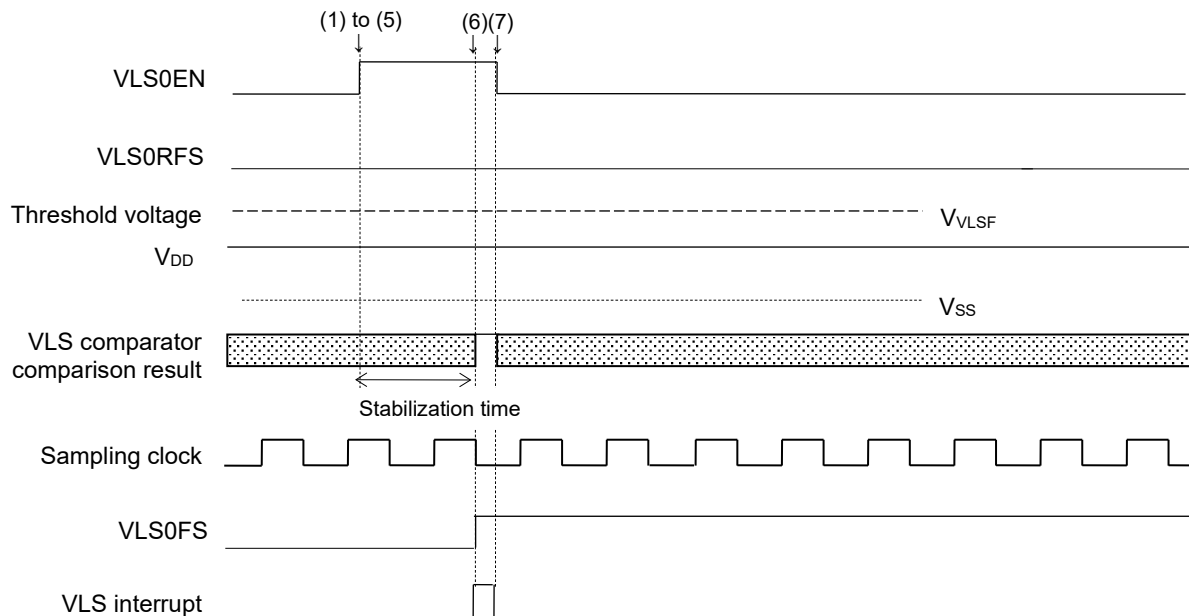 (1) to (5)
(6)(7)
VLS0EN
VLS0RFS
Threshold voltage
VVLSF
VDD
VSS
VLS comparator
comparison result
Stabilization time
Sampling clock
VLS0FS
VLS interrupt